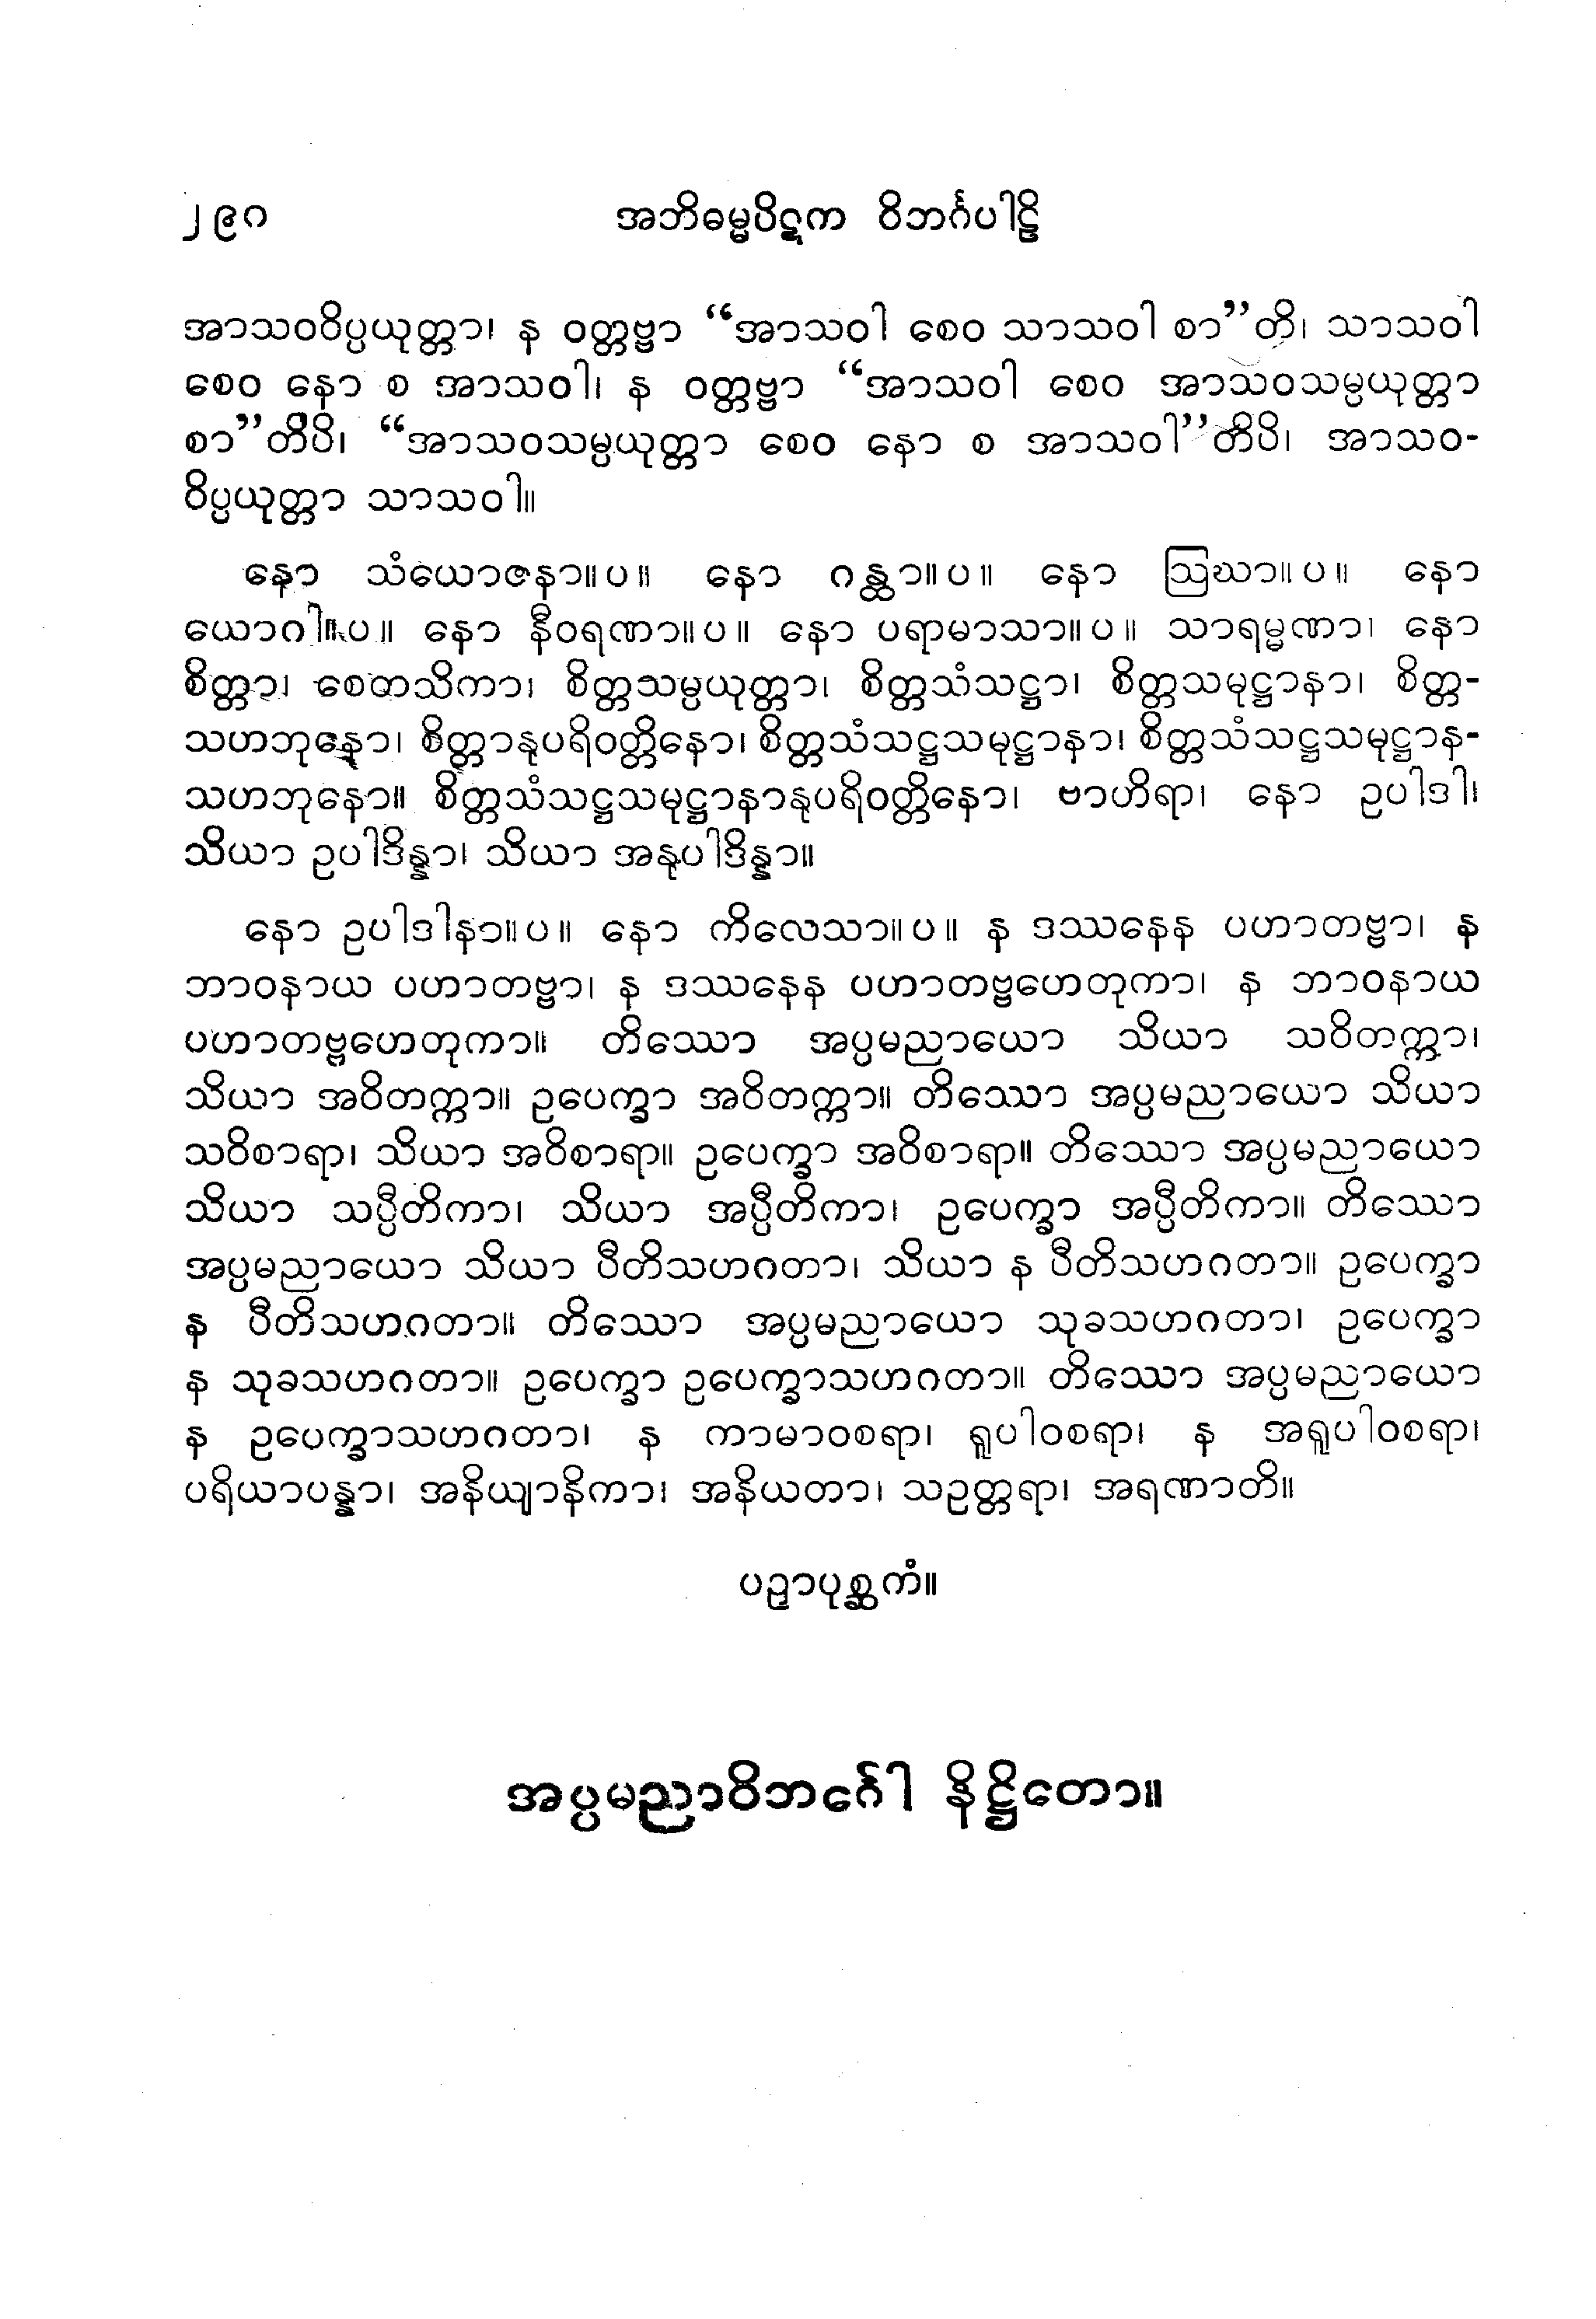 ၂၉၀ အဘိဓမ္မပိဋက ဝိဘင်္ဂပါဠိ
အာသဝဝိပ္ပယုတ္တာ၊ န ဝတ္တဗ္ဗာ “အာသဝါ စေဝ သာသဝါ စာ”တိ၊ သာသဝါ
စေဝ နော စ အာသဝါ၊ န ဝတ္တဗ္ဗာ “အာသဝါ စေဝ အာသဝသမ္ပယုတ္တာ
စာ”တိပိ၊ “အာသဝသမ္ပယုတ္တာ စေဝ နော စ အာသဝါ”တိပိ၊ အာသဝ-
ဝိပ္ပယုတ္တာ သာသဝါ။
နော သံယောဇနာ။ပ။ နော ဂန္ထာ။ပ။ နော ဩဃာ။ပ။ နော
ယောဂါ။ပ။ နော နီဝရဏာ။ပ။ နော ပရာမာသာ။ပ။ သာရမ္မဏာ၊ နော
စိတ္တာ၊ စေတသိကာ၊ စိတ္တသမ္ပယုတ္တာ၊ စိတ္တသံသဋ္ဌာ၊ စိတ္တသမုဋ္ဌာနာ၊ စိတ္တ-
သဟဘုနော၊ စိတ္တာနုပရိဝတ္တိနော၊ စိတ္တသံသဋ္ဌသမုဋ္ဌာနာ၊ စိတ္တသံသဋ္ဌသမုဋ္ဌာန-
သဟဘုနော။ စိတ္တသံသဋ္ဌသမုဋ္ဌာနာနုပရိဝတ္တိနော၊ ဗာဟိရာ၊ နော ဥပါဒါ၊
သိယာ ဥပါဒိန္နာ၊ သိယာ အနုပါဒိန္နာ။
နော ဥပါဒါနာ။ပ။ နော ကိလေသာ။ပ။ န ဒဿနေန ပဟာတဗ္ဗာ၊ န
ဘာဝနာယ ပဟာတဗ္ဗာ၊ န ဒဿနေန ပဟာတဗ္ဗဟေတုကာ၊ န ဘာဝနာယ
ပဟာတဗ္ဗဟေတုကာ။ တိဿော အပ္ပမညာယော သိယာ သဝိတက္ကာ၊
သိယာ အဝိတက္ကာ။ ဥပေက္ခာ အဝိတက္ကာ။ တိဿော အပ္ပမညာယော သိယာ
သဝိစာရာ၊ သိယာ အဝိစာရာ။ ဥပေက္ခာ အဝိစာရာ။ တိဿော အပ္ပမညာယော
သိယာ သပ္ပီတိကာ၊ သိယာ အပ္ပီတိကာ၊ ဥပေက္ခာ အပ္ပီတိကာ။ တိဿော
အပ္ပမညာယော သိယာ ပီတိသဟဂတာ၊ သိယာ န ပီတိသဟဂတာ။ ဥပေက္ခာ
န ပီတိသဟဂတာ။ တိဿော အပ္ပမညာယော သုခသဟဂတာ၊ ဥပေက္ခာ
န သုခသဟဂတာ။ ဥပေက္ခာ ဥပေက္ခာသဟဂတာ။ တိဿော အပ္ပမညာယော
န ဥပေက္ခာသဟဂတာ၊ န ကာမာဝစရာ၊ ရူပါဝစရာ၊ န အရူပါဝစရာ၊
ပရိယာပန္နာ၊ အနိယျာနိကာ၊ အနိယတာ၊ သဥတ္တရာ၊ အရဏာတိ။
ပဉှာပုစ္ဆကံ။
အပ္ပမညာဝိဘင်္ဂေါ နိဋ္ဌိတော။